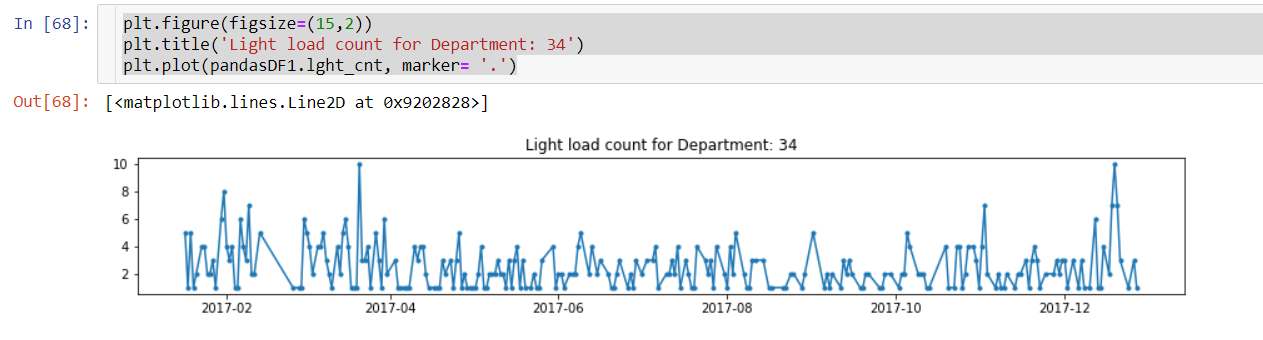 In [68]:
plt.figure(figsize=(15,2))
plt.title('Light load count for Department: 34')
plt.plot(pandasDF1.lght_cnt, marker= '.')
Out[68]: [<matplotlib.lines.Line2D at 0x9202828>]
Light load count for Department: 34
10
8
6
4
2
2017-02 2017-04 2017-06 2017-08 2017-10 2017-12